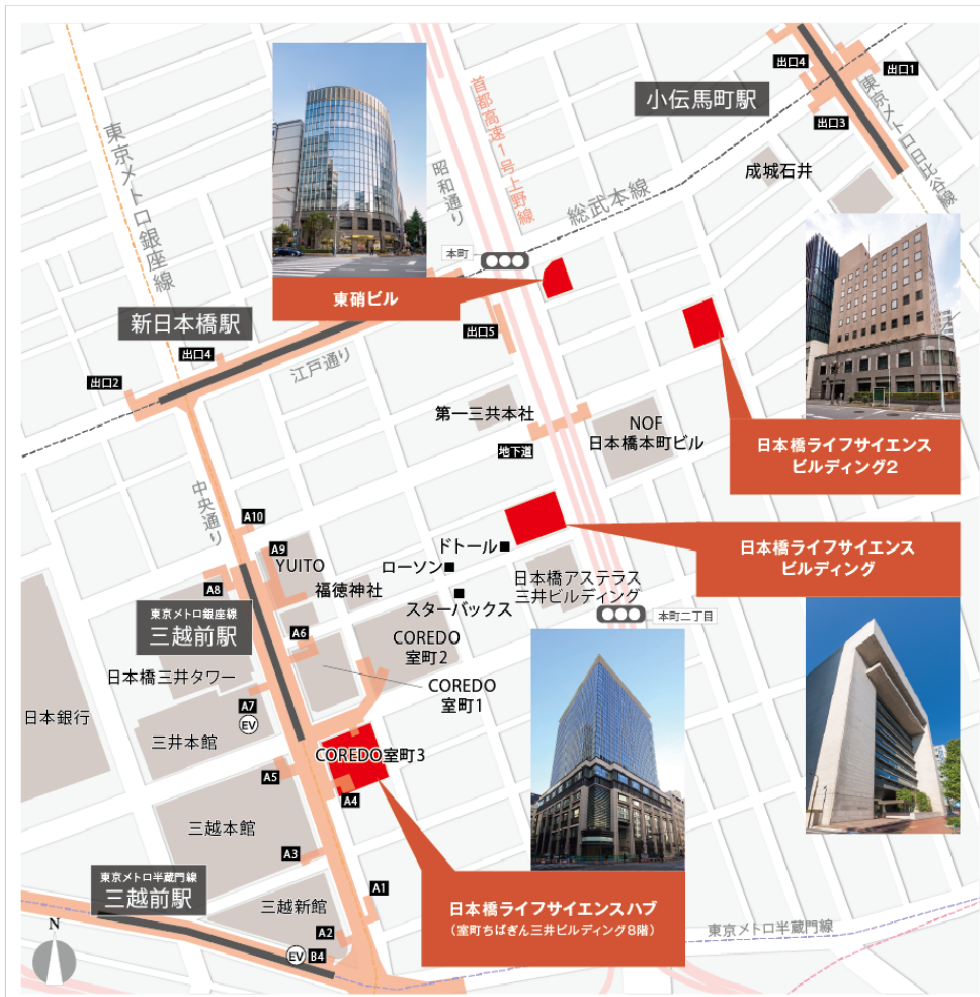 出口4
出口1
小伝馬町駅
出口3
東京メトロ日比谷線
成城石井
東京メトロ銀座線
昭和通り
首都高速1号上野線
総武本線
本町
東硝ビル
新日本橋駅
出口5
出口4
出口2
江戸通り
第一三共本社
地下道
NOF
日本橋本町ビル
日本橋ライフサイエンス
ビルディング2
中央通り
A10
A9
YUITO
ドトール
ローソン
福徳神社
スターバックス
日本橋アステラス
三井ビルディング
日本橋ライフサイエンス
ビルディング
本町二丁目
A8
東京メトロ銀座線
三越前駅
A6
COREDO
室町2
COREDO
室町1
日本橋三井タワー
A7
EV
日本銀行
三井本館
COREDO室町3
A5
A4
三越本館
A3
東京メトロ半蔵門線
三越前駅
A1
三越新館
A2
EV
B4
日本橋ライフサイエンスハブ
(室町ちばぎん三井ビルディング8階)
東京メトロ半蔵門線
N